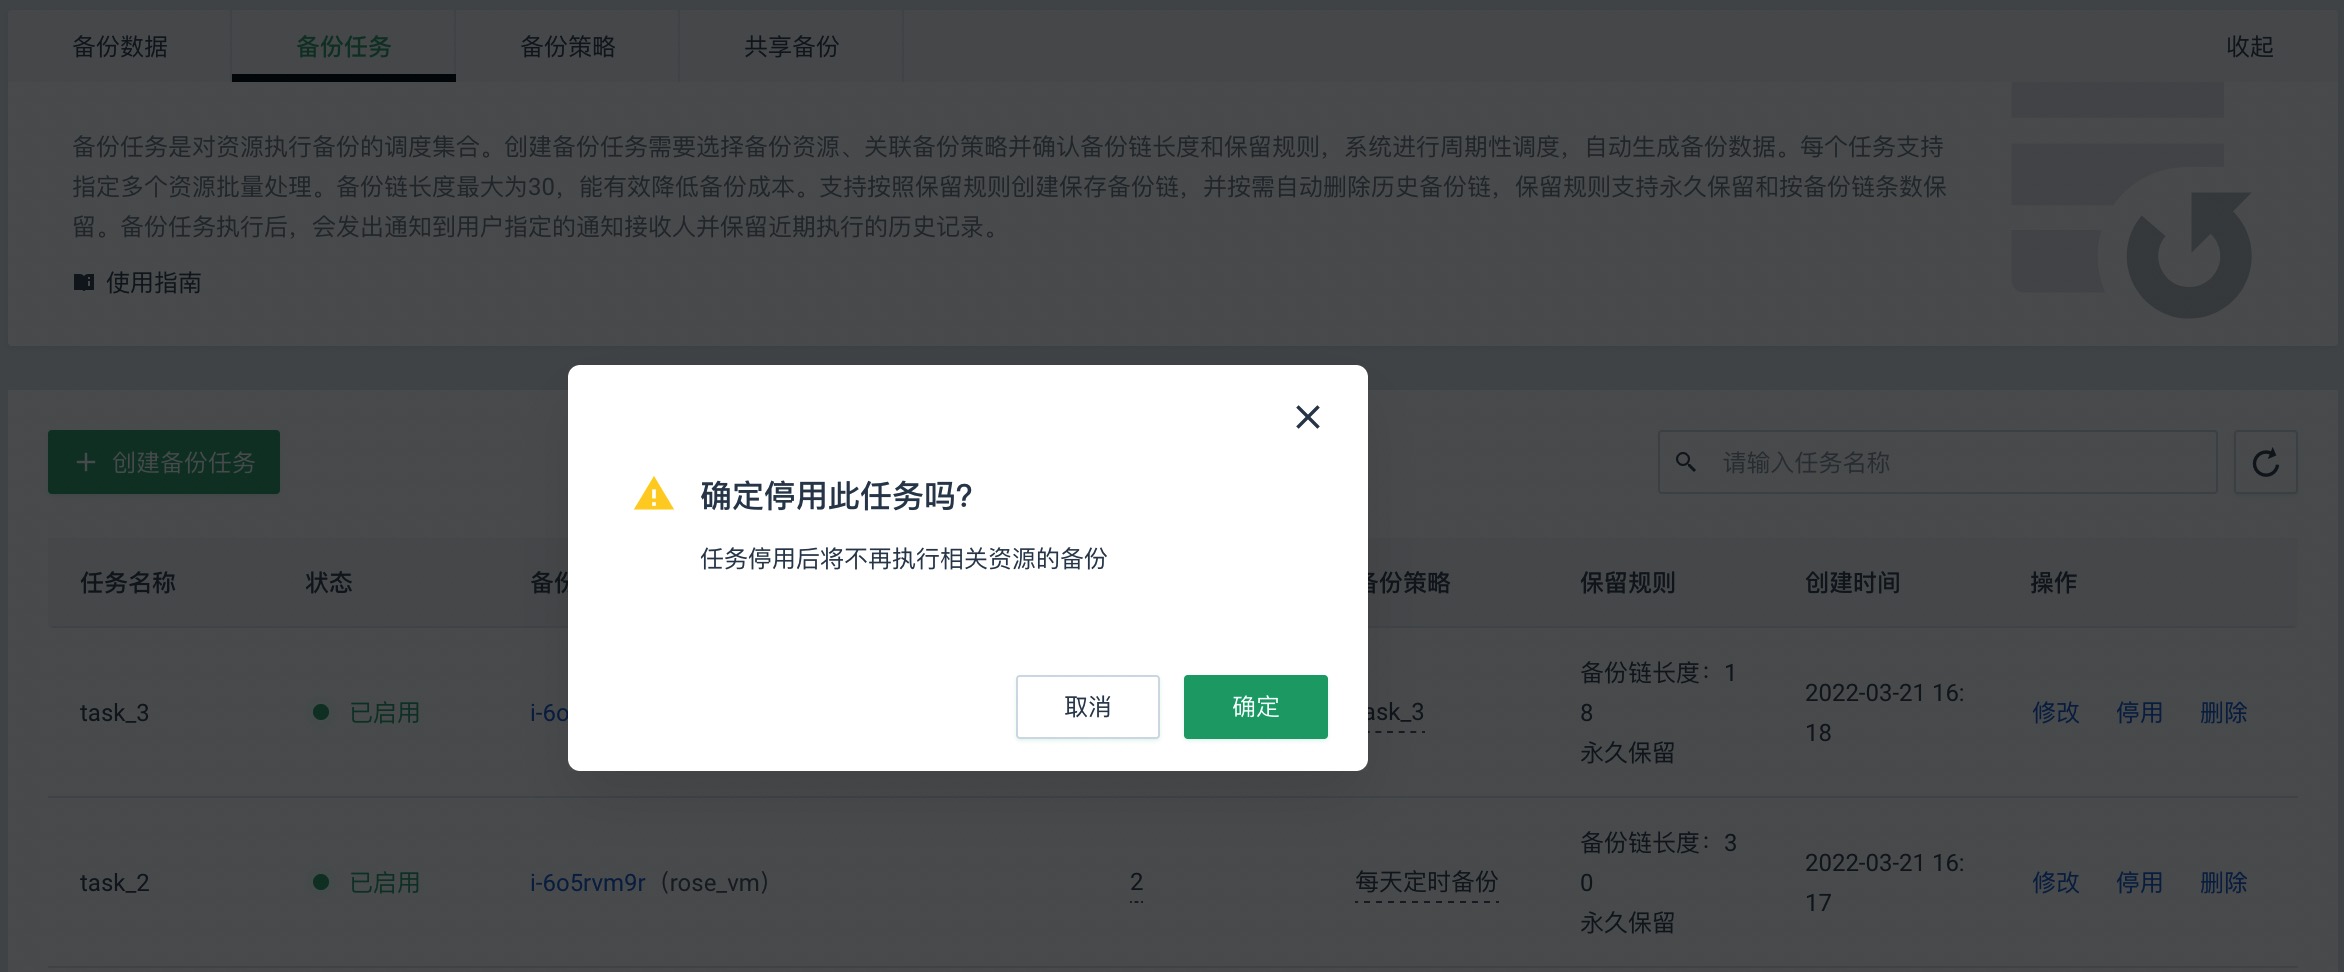 备份数据
备份任务
备份策略
共享备份
收起
备份任务是对资源执行备份的调度集合。创建备份任务需要选择备份资源、关联备份策略并确认备份链长度和保留规则，系统进行周期性调度，自动生成备份数据。每个任务支持
指定多个资源批量处理。备份链长度最大为30，能有效降低备份成本。支持按照保留规则创建保存备份链，并按需自动删除历史备份链，保留规则支持永久保留和按备份链条数保
留。备份任务执行后，会发出通知到用户指定的通知接收人并保留近期执行的历史记录。
使用指南
创建备份任务
请输入任务名称
确定停用此任务吗?
任务停用后将不再执行相关资源的备份
取消
确定
任务名称
状态
备份
备份策略
保留规则
创建时间
操作
task_3
已启用
i-6o
ask_3
备份链长度：1
8
永久保留
2022-03-21 16:
18
修改
停用
删除
task_2
已启用
i-6o5rvm9r（rose_vm）
2
每天定时备份
备份链长度：3
0
永久保留
2022-03-21 16:
17
修改
停用
删除